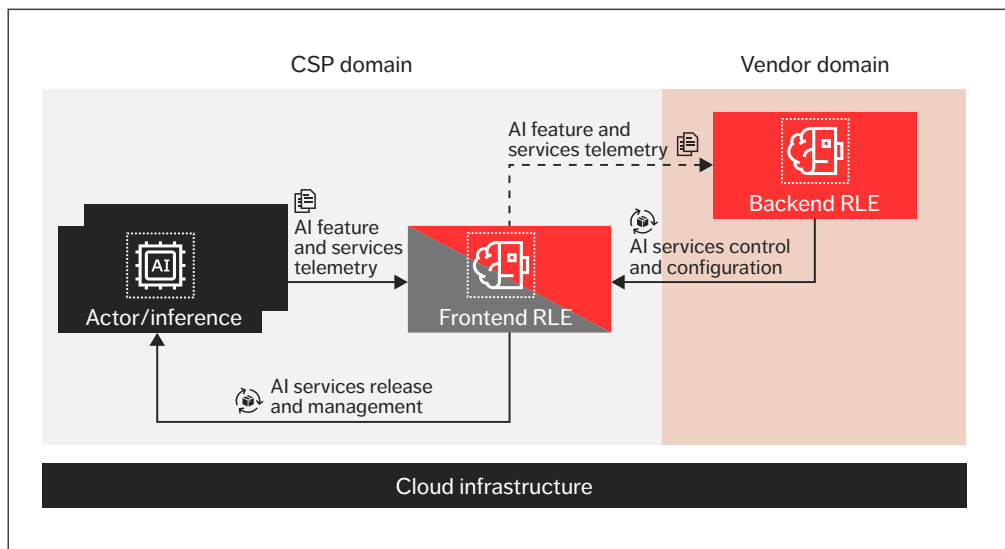 CSP domain
Vendor domain
AI feature and
services telemetry
Backend RLE
AI feature
and services
telemetry
AI services control
and configuration
AI
Actor/inference
Frontend RLE
AI services release
and management
Cloud infrastructure